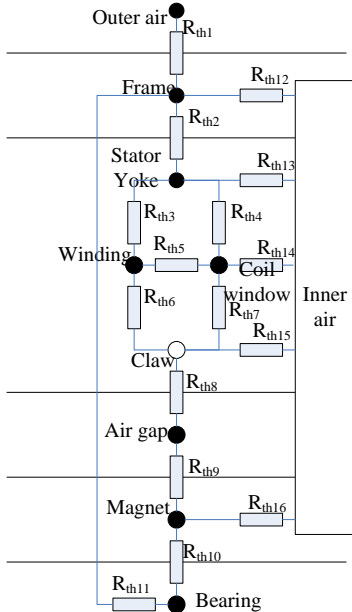 Outer air
Rth1
Frame
Rth12
Rth2
Stator
Yoke
Rth13
Rth3
Rth4
Winding
Rth5
Rth14
Coil
window
Inner
air
Rth6
Rth7
Rth15
Claw
Rth8
Air gap
Rth9
Magnet
Rth16
Rth10
Rth11
Bearing